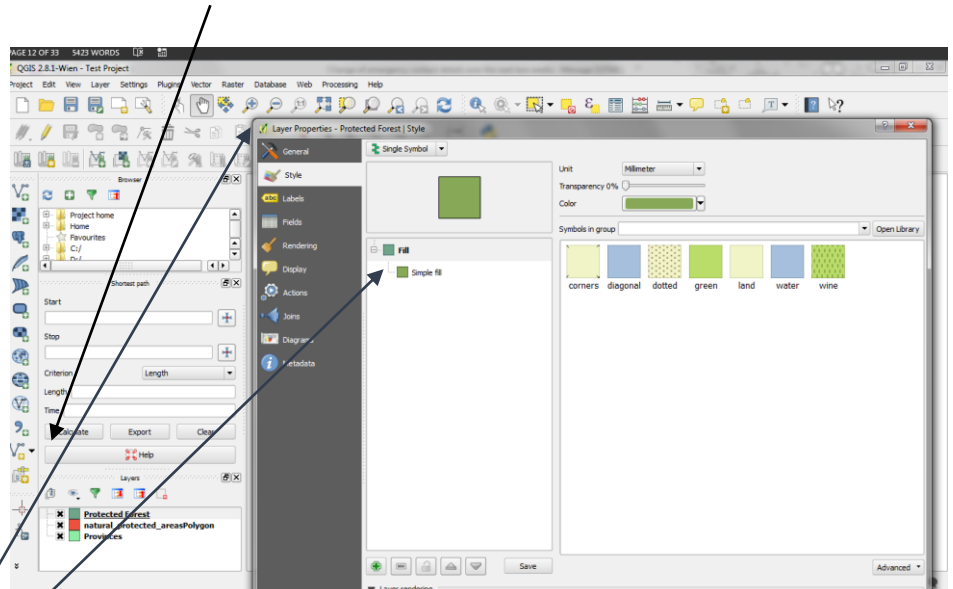 PAGE 12 OF 33 5423 WORDS
QGIS 2.8.1-Wien - Test Project
Project Edit View Layer Settings Plugins Vector Raster Database Web Processing Help
Layer Properties - Protected Forest | Style
General
Style
Labels
Fields
Rendering
Display
Actions
Joins
Diagrams
Metadata
Single Symbol
Unit Millimeter
Transparency 0%
Color
Symbols in group Open Library
Fill
Simple fill
corners diagonal dotted green land water wine
Save
Advanced
Layer rendering
Browser
Project home
Home
Favourites
C:/
D:/
Shortest path
Start
Stop
Criterion Length
Length
Time
Calculate Export Clear
Help
Layers
Protected Forest
natural_protected_areasPolygon
Provinces